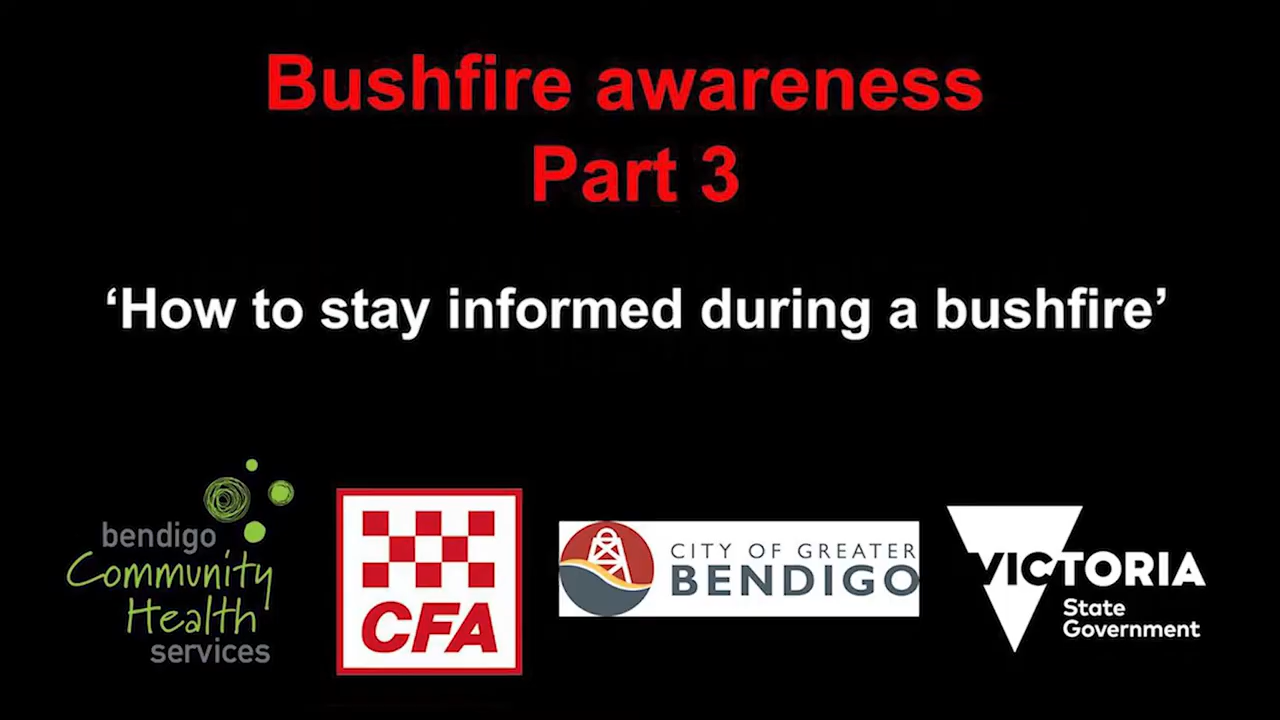 Bushfire awareness
Part 3
‘How to stay informed during a bushfire’
bendigo
Community
Health
services
CFA
CITY OF GREATER
BENDIGO
VICTORIA
State
Government